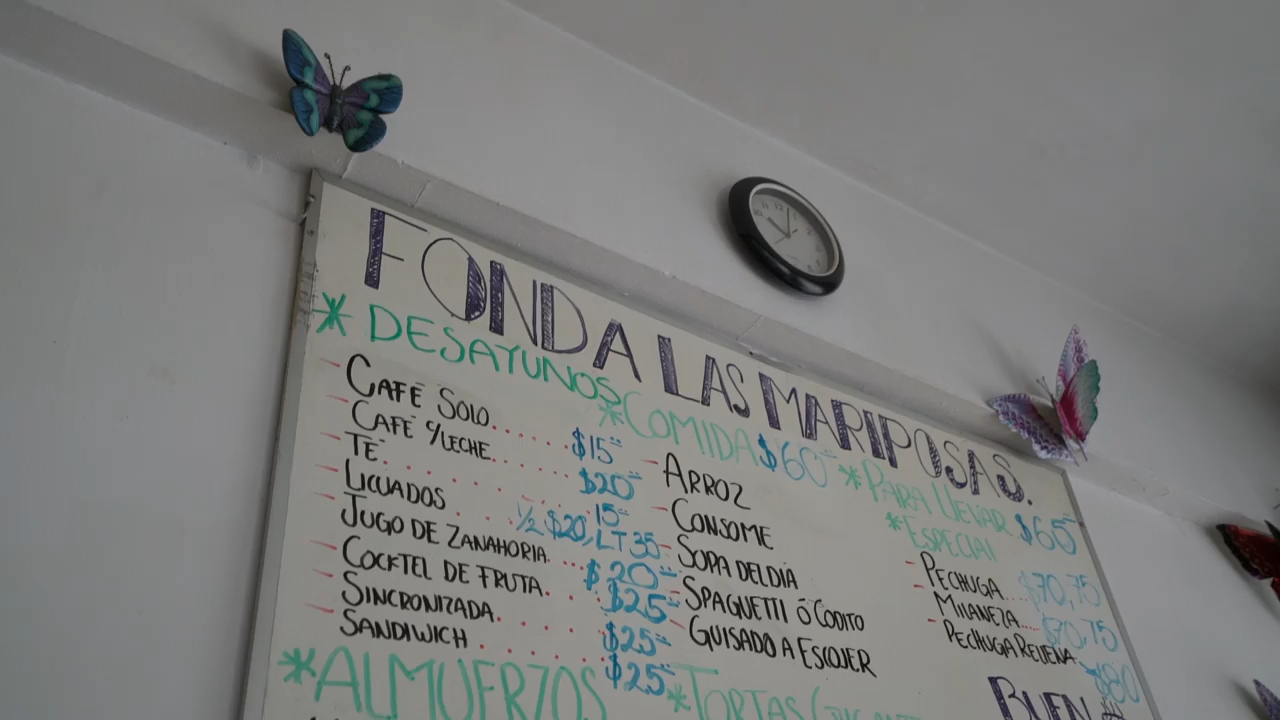 FONDA LAS MARIPOSAS.
* DESAYUNOS
- CAFÉ SOLO...... $15=
- CAFÉ C/LECHE...... $20=
- TÉ........ 15=
- LICUADOS.... ½ $20, LT 35=
- JUGO DE ZANAHORIA.... $20=
- COCKTEL DE FRUTA.... $25=
- SINCRONIZADA...... $25=
- SANDIWICH....... $25=
*ALMUERZOS
*COMIDA $60=
- ARROZ
- CONSOME
- SOPA DEL DIA
- SPAGUETTI Ó CODITO
- GUISADO A ESCOJER
*TORTAS
*PARA LLEVAR $65=
*ESPECIAL
- PECHUGA... $70,75
- MILANEZA.... $70,75
- PECHUGA RELLENA $80
BUEN